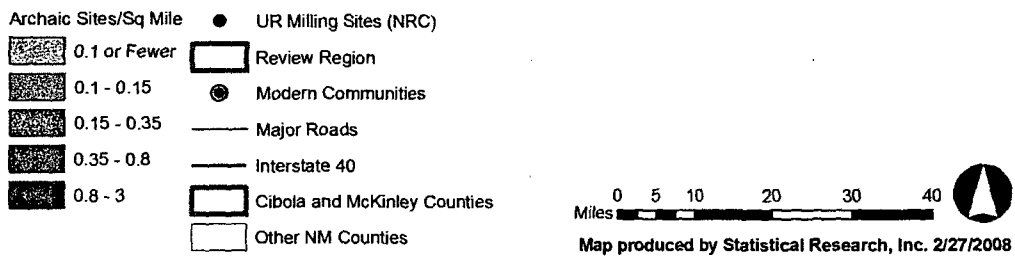 Archaic Sites/Sq Mile
0.1 or Fewer
0.1 - 0.15
0.15 - 0.35
0.35 - 0.8
0.8 - 3
UR Milling Sites (NRC)
Review Region
Modern Communities
Major Roads
Interstate 40
Cibola and McKinley Counties
Other NM Counties
0 5 10 20 30 40
Miles
Map produced by Statistical Research, Inc. 2/27/2008